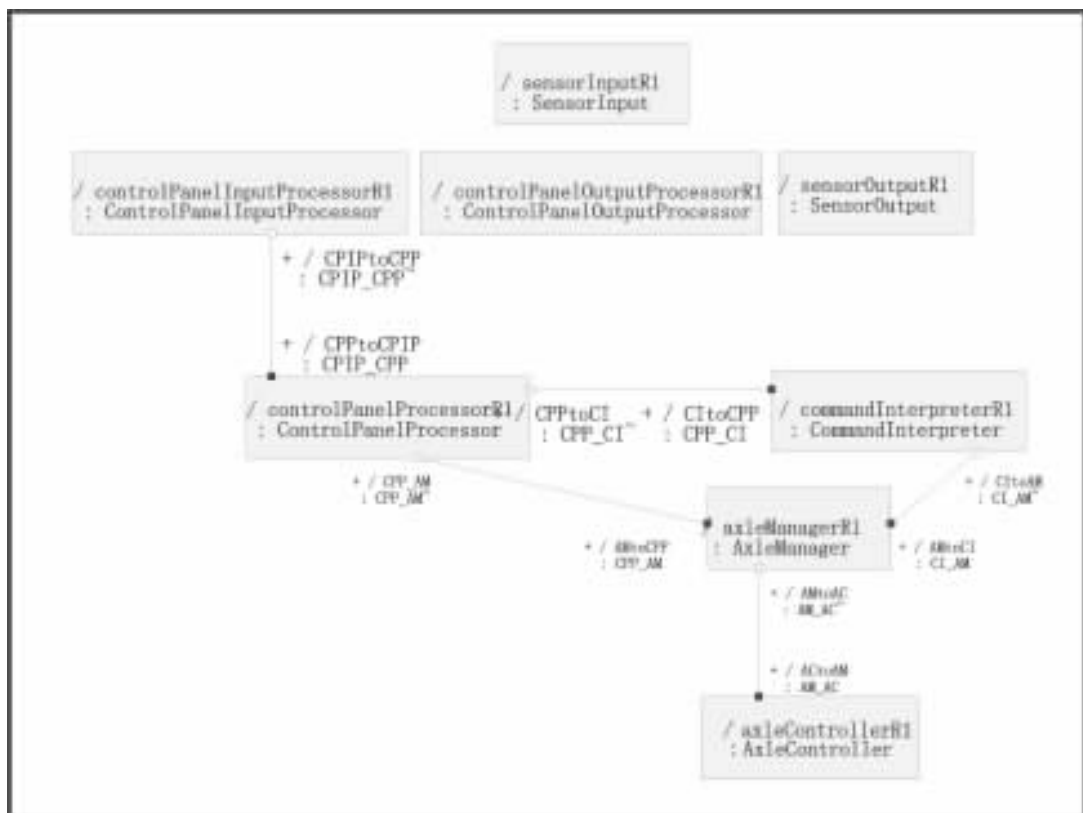 / sensorInputR1
: SensorInput
/ controlPanelInputProcessorR1
: ControlPanelInputProcessor
/ controlPanelOutputProcessorR1
: ControlPanelOutputProcessor
/ sensorOutputR1
: SensorOutput
+ / CPIPtoCPP
: CPIP_CPP~
+ / CPPtoCPIP
: CPIP_CPP
/ controlPanelProcessorR1
: ControlPanelProcessor
+ / CPPtoCI
: CPP_CI~
+ / CItoCPP
: CPP_CI
/ commandInterpreterR1
: CommandInterpreter
+ / CPP_AM
: CPP_AM~
+ / CItoAM
: CI_AM~
+ / AMtoCPP
: CPP_AM
/ axleManagerR1
: AxleManager
+ / AMtoCI
: CI_AM
+ / AMtoAC
: AM_AC~
+ / ACtoAM
: AM_AC
/ axleControllerR1
: AxleController